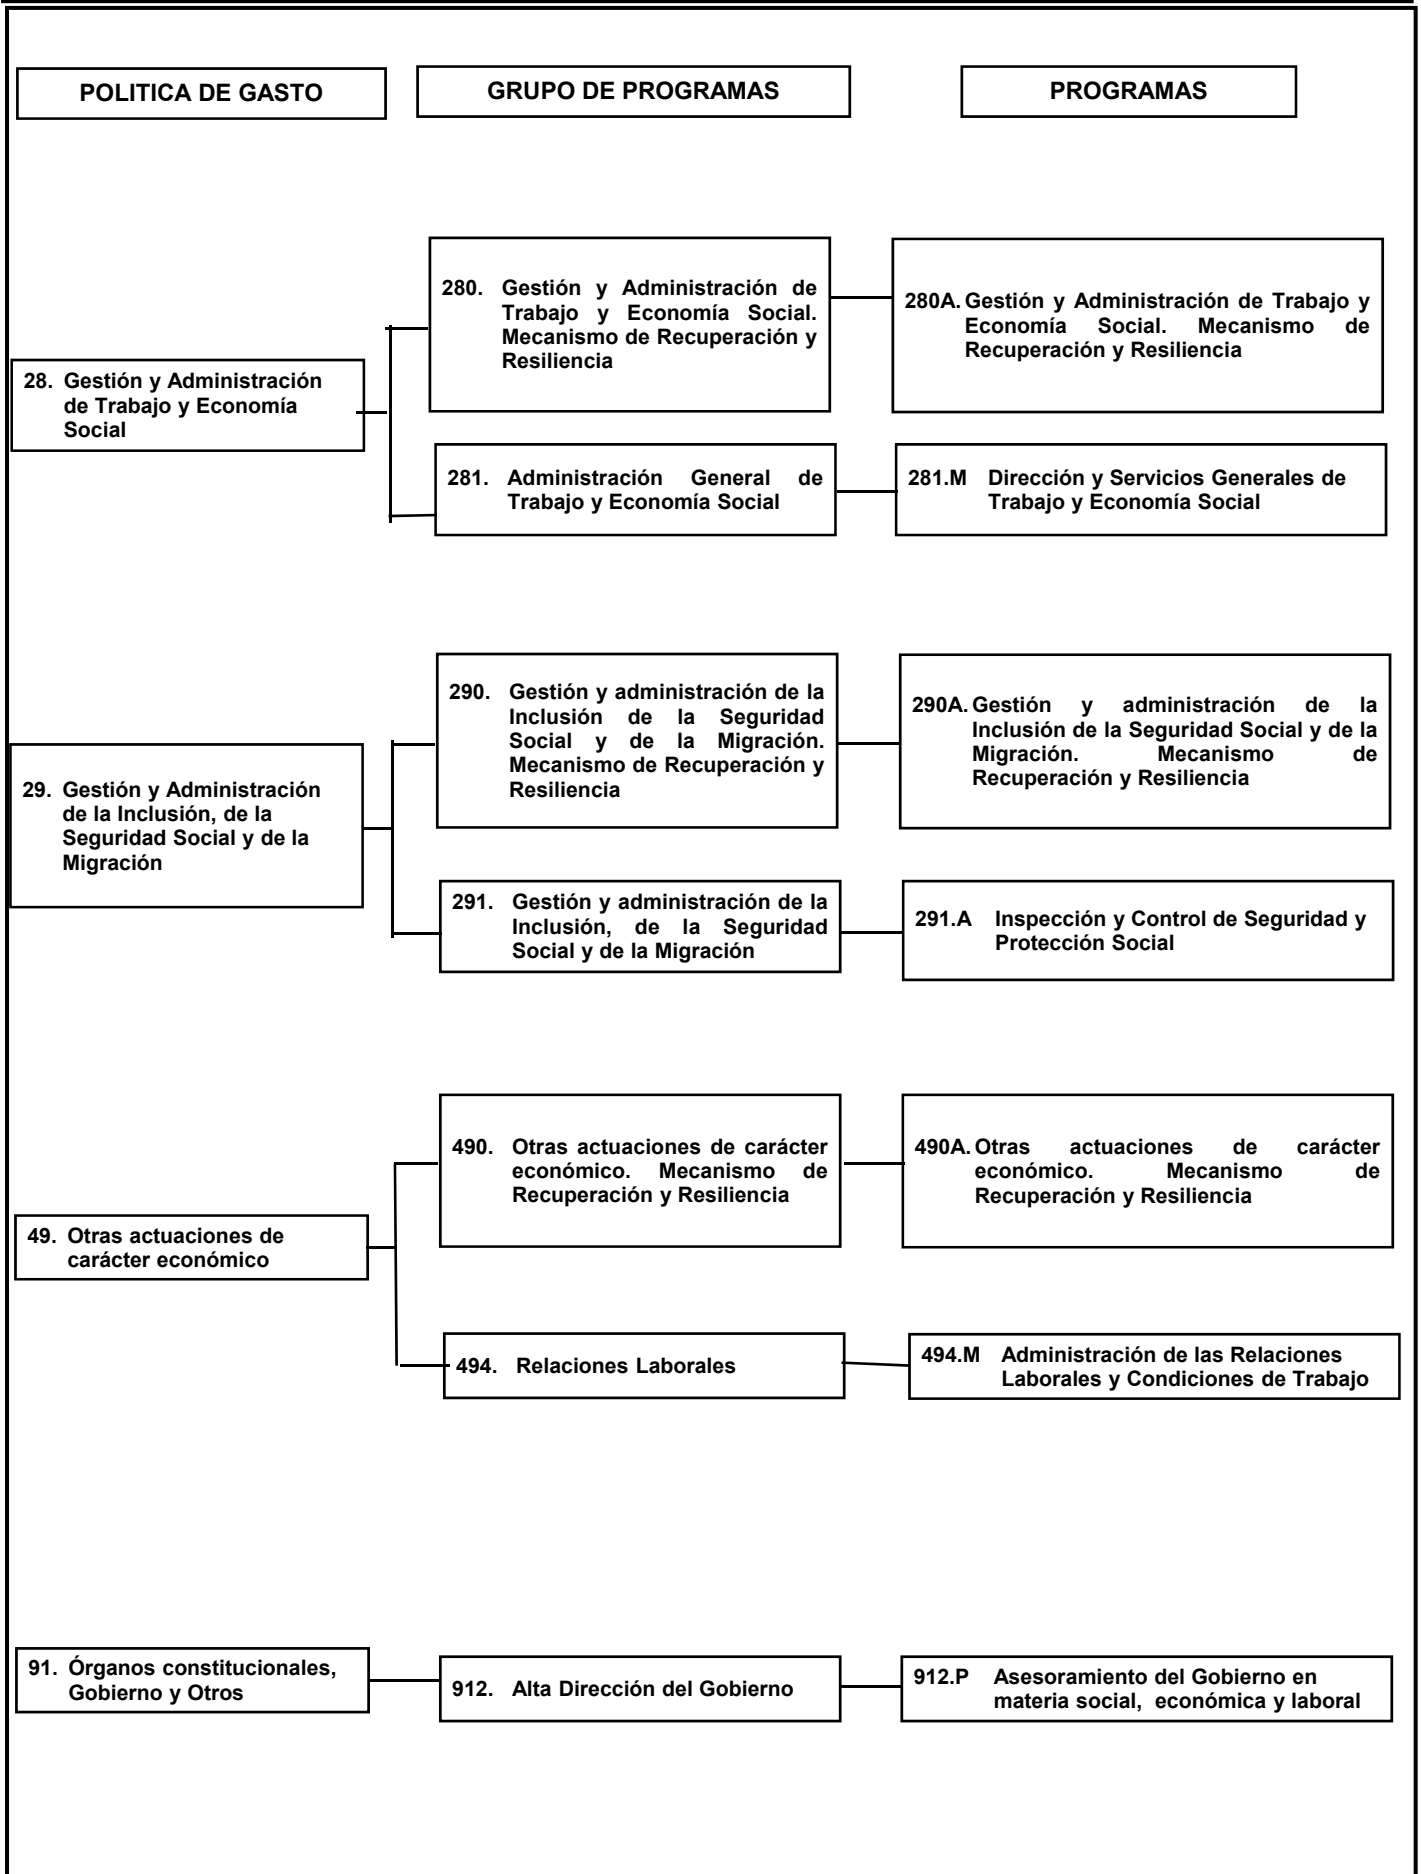 POLITICA DE GASTO
GRUPO DE PROGRAMAS
PROGRAMAS
28. Gestión y Administración
de Trabajo y Economía
Social
280. Gestión y Administración de
Trabajo y Economía Social.
Mecanismo de Recuperación y
Resiliencia
280A. Gestión y Administración de Trabajo y
Economía Social. Mecanismo de
Recuperación y Resiliencia
281. Administración General de
Trabajo y Economía Social
281.M Dirección y Servicios Generales de
Trabajo y Economía Social
29. Gestión y Administración
de la Inclusión, de la
Seguridad Social y de la
Migración
290. Gestión y administración de la
Inclusión de la Seguridad
Social y de la Migración.
Mecanismo de Recuperación y
Resiliencia
290A. Gestión y administración de la
Inclusión de la Seguridad Social y de la
Migración. Mecanismo de
Recuperación y Resiliencia
291. Gestión y administración de la
Inclusión, de la Seguridad
Social y de la Migración
291.A Inspección y Control de Seguridad y
Protección Social
49. Otras actuaciones de
carácter económico
490. Otras actuaciones de carácter
económico. Mecanismo de
Recuperación y Resiliencia
490A. Otras actuaciones de carácter
económico. Mecanismo de
Recuperación y Resiliencia
494. Relaciones Laborales
494.M Administración de las Relaciones
Laborales y Condiciones de Trabajo
91. Órganos constitucionales,
Gobierno y Otros
912. Alta Dirección del Gobierno
912.P Asesoramiento del Gobierno en
materia social, económica y laboral